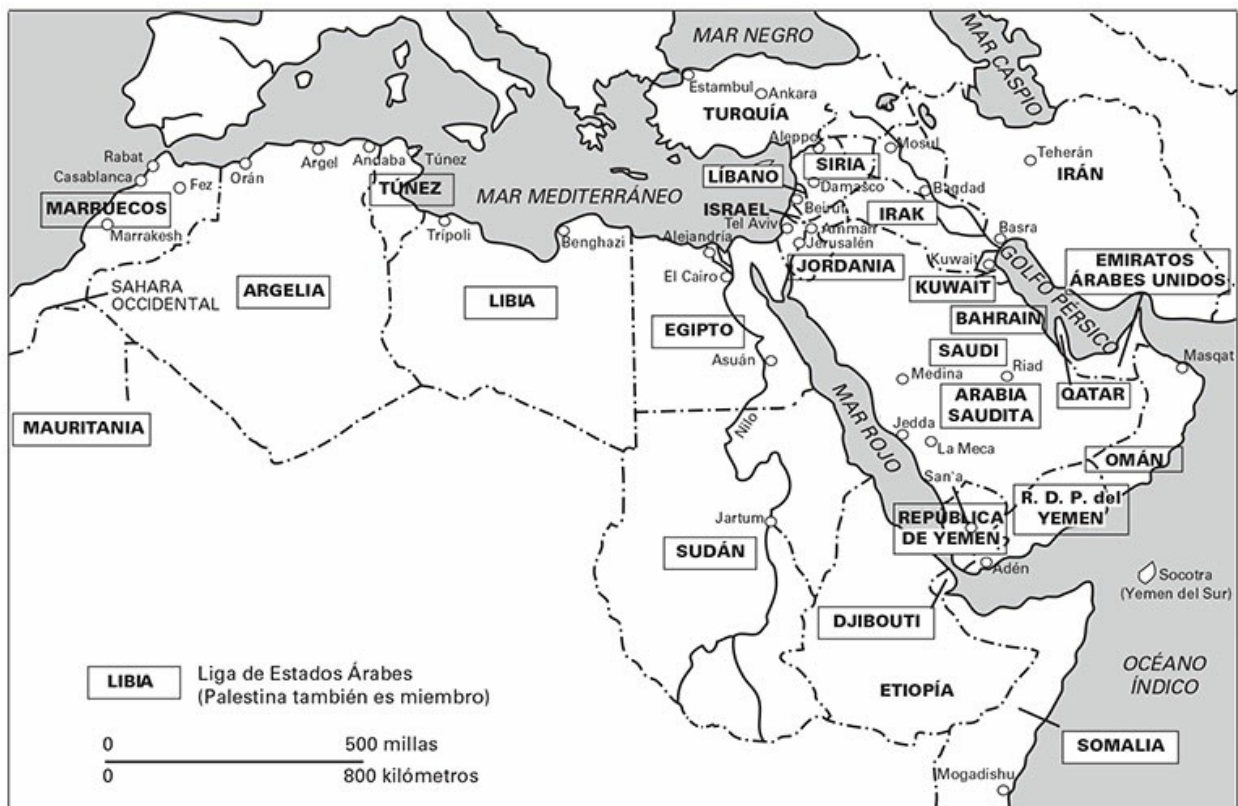 MAR NEGRO
MAR CASPIO
Estambul
Ankara
TURQUÍA
Aleppo
Mosul
Teherán
IRÁN
Rabat
Casablanca
Fez
MARRUECOS
Marrakesh
Orán
Argel
Andaba
Túnez
TÚNEZ
MAR MEDITERRÁNEO
SIRIA
LÍBANO
Damasco
Bagdad
ISRAEL
Beirut
IRAK
Tel Aviv
Amman
Jerusalén
Basra
Trípoli
Benghazi
Alejandría
El Cairo
JORDANIA
Kuwait
KUWAIT
GOLFO PÉRSICO
EMIRATOS
ÁRABES UNIDOS
SAHARA
OCCIDENTAL
ARGELIA
LIBIA
EGIPTO
BAHRAIN
SAUDI
Asuán
Medina
Riad
Masqat
ARABIA
SAUDITA
QATAR
MAURITANIA
Nilo
MAR ROJO
Jedda
La Meca
OMÁN
San'a
R. D. P. del
YEMEN
REPÚBLICA
DE YEMEN
Jartum
SUDÁN
Adén
Socotra
(Yemen del Sur)
DJIBOUTI
LIBIA
Liga de Estados Árabes
(Palestina también es miembro)
ETIOPÍA
OCÉANO
ÍNDICO
0 500 millas
0 800 kilómetros
SOMALIA
Mogadishu